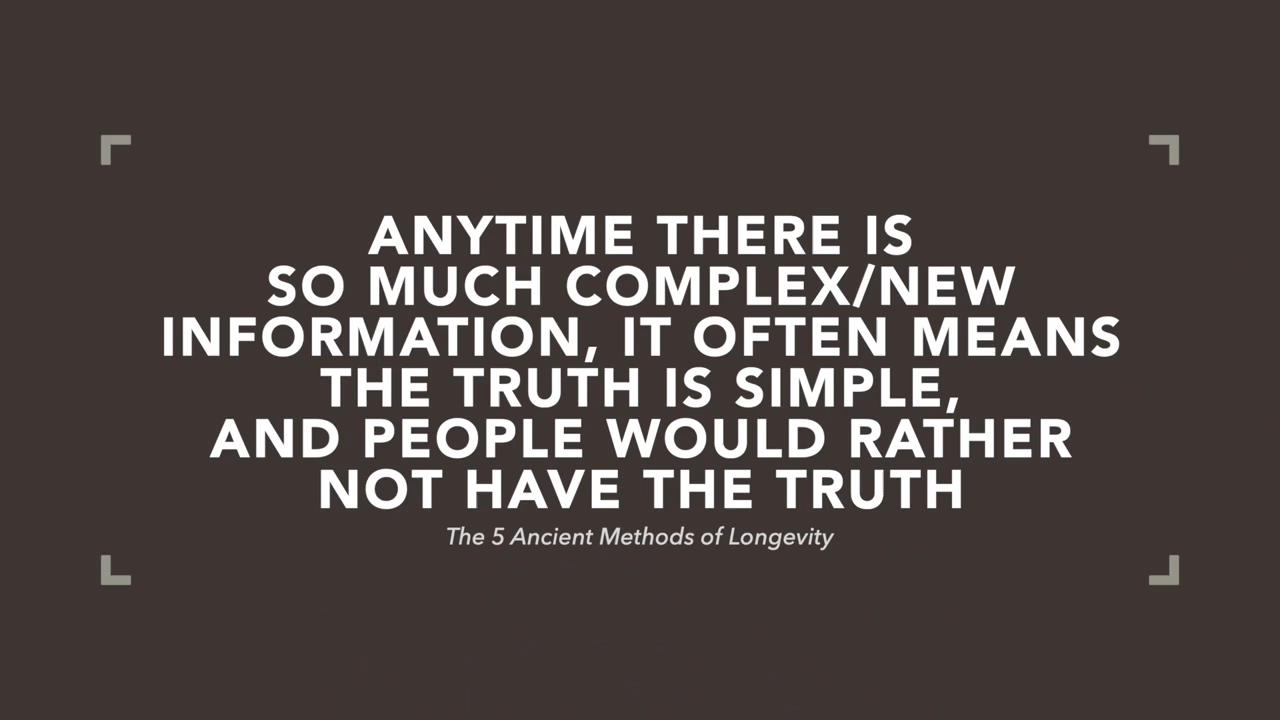 ANYTIME THERE IS
SO MUCH COMPLEX/NEW
INFORMATION, IT OFTEN MEANS
THE TRUTH IS SIMPLE,
AND PEOPLE WOULD RATHER
NOT HAVE THE TRUTH
The 5 Ancient Methods of Longevity